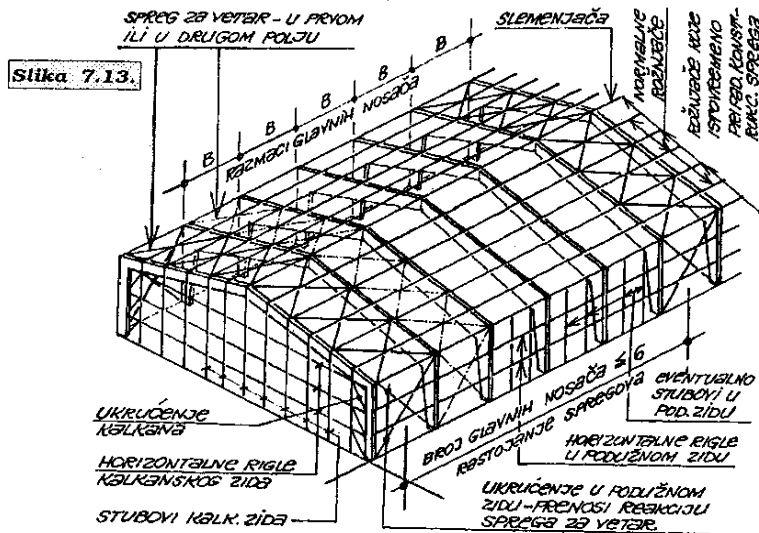 SPREG ZA VETAR - U PRVOM
ILI U DRUGOM POLJU
Slika 7.13.
SLEMENJAČA
NORMALNE
ROŽNJAČE
ROŽNJAČE KOJE
ISTOVREMENO
PRIPAD. KONST-
RUKC. SPREGA
B
B
B
B
B
B
RAZMACI GLAVNIH NOSAČA
UKRUĆENJE
KALKANA
HORIZONTALNE RIGLE
KALKANSKOG ZIDA
STUBOVI KALK. ZIDA
BROJ GLAVNIH NOSAČA ≤ 6
RASTOJANJE SPREGOVA
EVENTUALNO
STUBOVI U
POD. ZIDU
HORIZONTALNE RIGLE
U PODUŽNOM ZIDU
UKRUĆENJE U PODUŽNOM
ZIDU - PRENOSI REAKCIJU
SPREGA ZA VETAR.